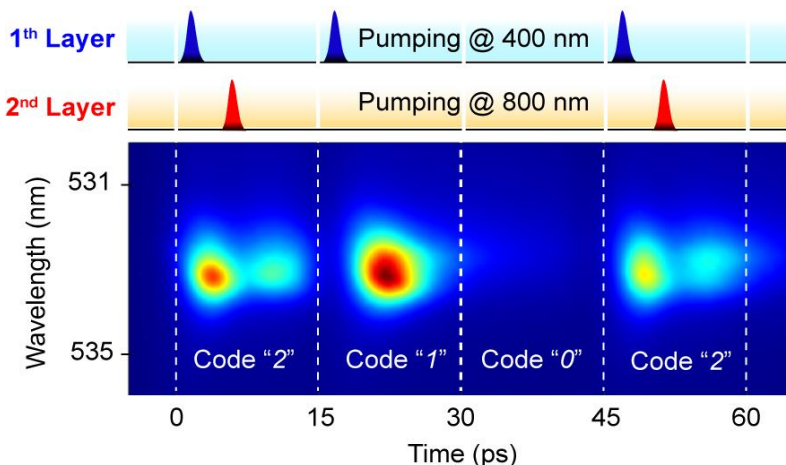 1th Layer
Pumping @ 400 nm
2nd Layer
Pumping @ 800 nm
Wavelength (nm)
531
535
Code “2”
Code “1”
Code “0”
Code “2”
0
15
30
45
60
Time (ps)